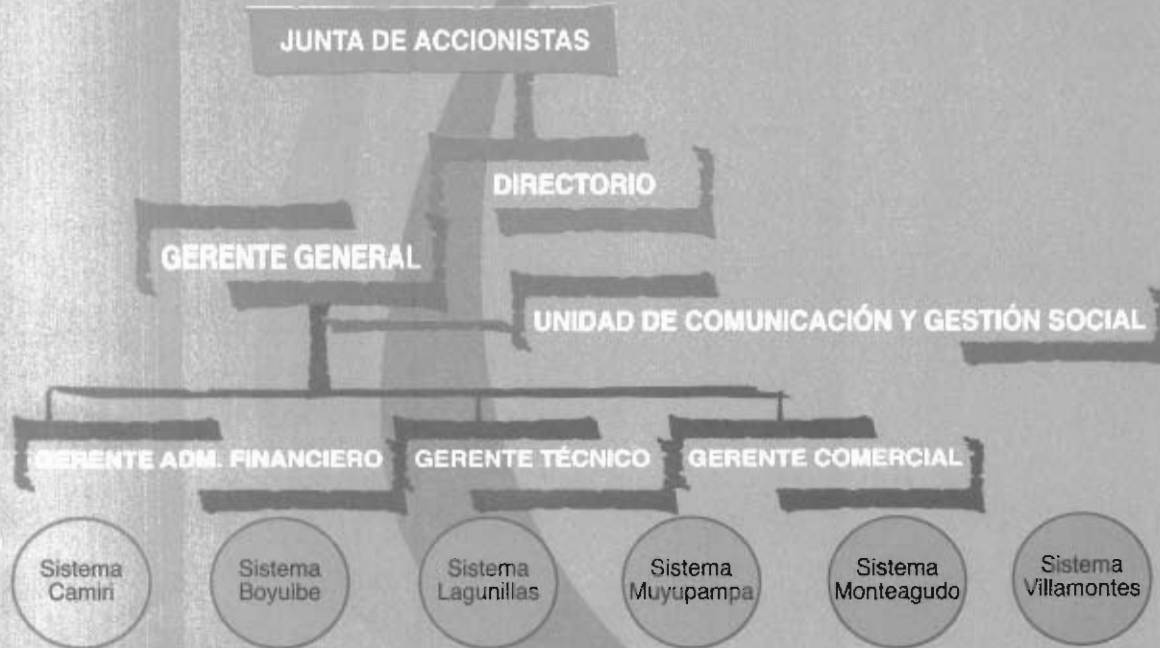 JUNTA DE ACCIONISTAS
DIRECTORIO
GERENTE GENERAL
UNIDAD DE COMUNICACIÓN Y GESTIÓN SOCIAL
GERENTE ADM. FINANCIERO
GERENTE TÉCNICO
GERENTE COMERCIAL
Sistema
Camiri
Sistema
Boyuibe
Sistema
Lagunillas
Sistema
Muyupampa
Sistema
Monteagudo
Sistema
Villamontes